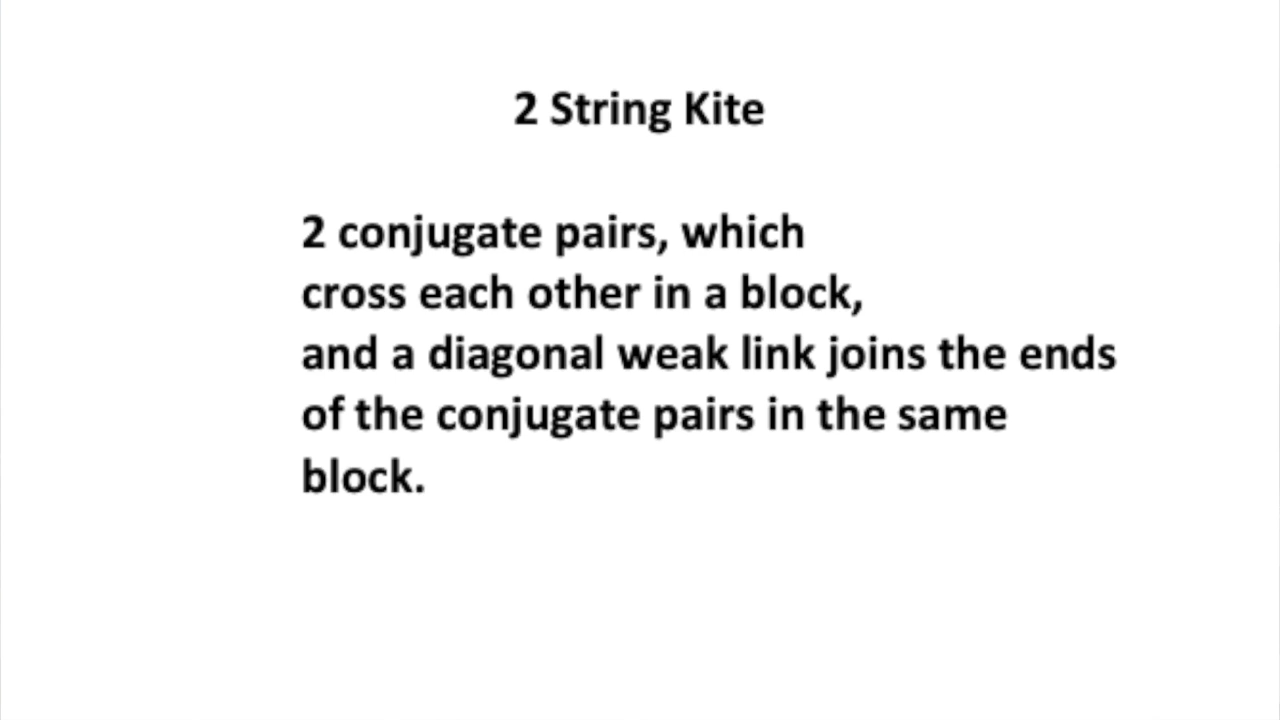 2 String Kite
2 conjugate pairs, which
cross each other in a block,
and a diagonal weak link joins the ends
of the conjugate pairs in the same
block.